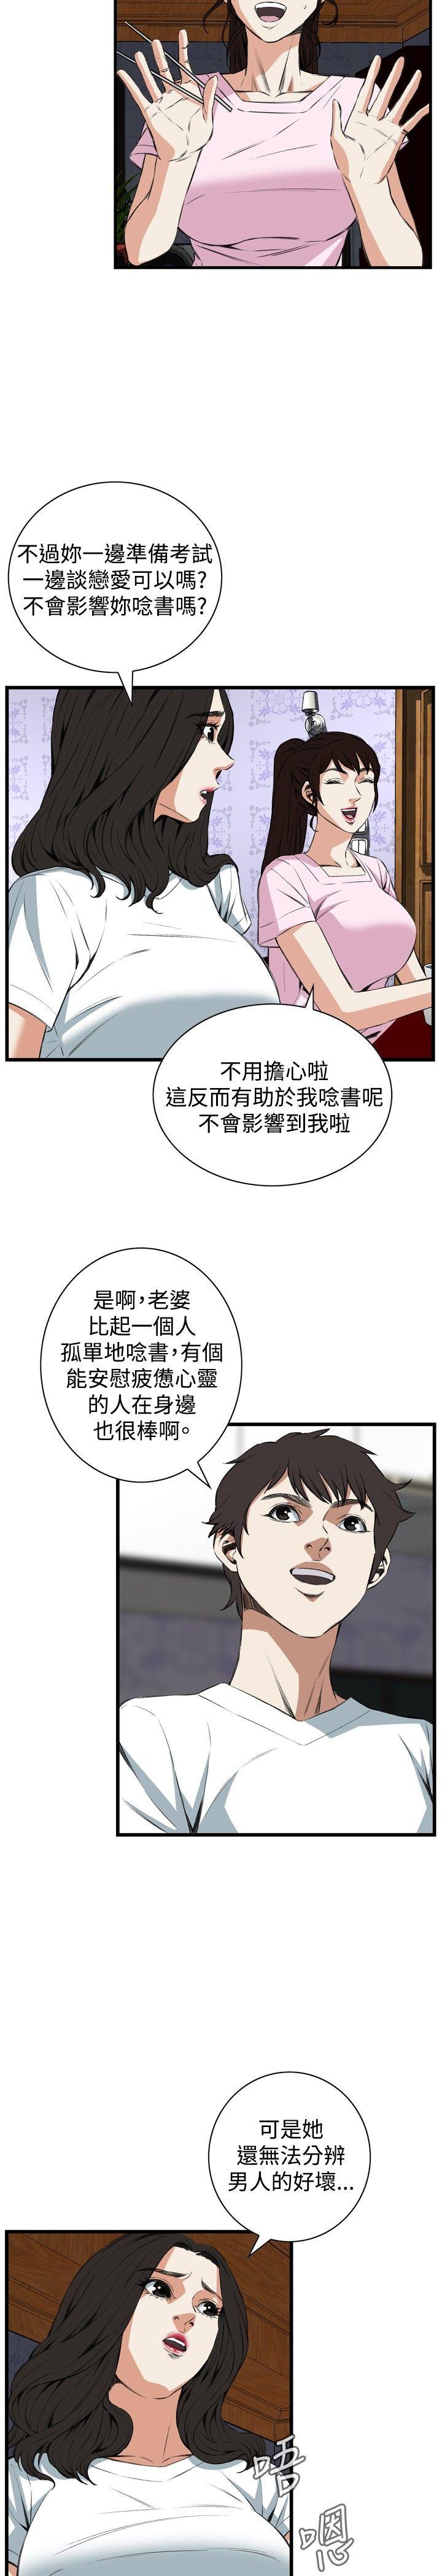 不過妳一邊準備考試
一邊談戀愛可以嗎?
不會影響妳唸書嗎?
不用擔心啦
這反而有助於我唸書呢
不會影響到我啦
是啊,老婆
比起一個人
孤單地唸書,有個
能安慰疲憊心靈
的人在身邊
也很棒啊。
可是她
還無法分辨
男人的好壞...
唔
嗯